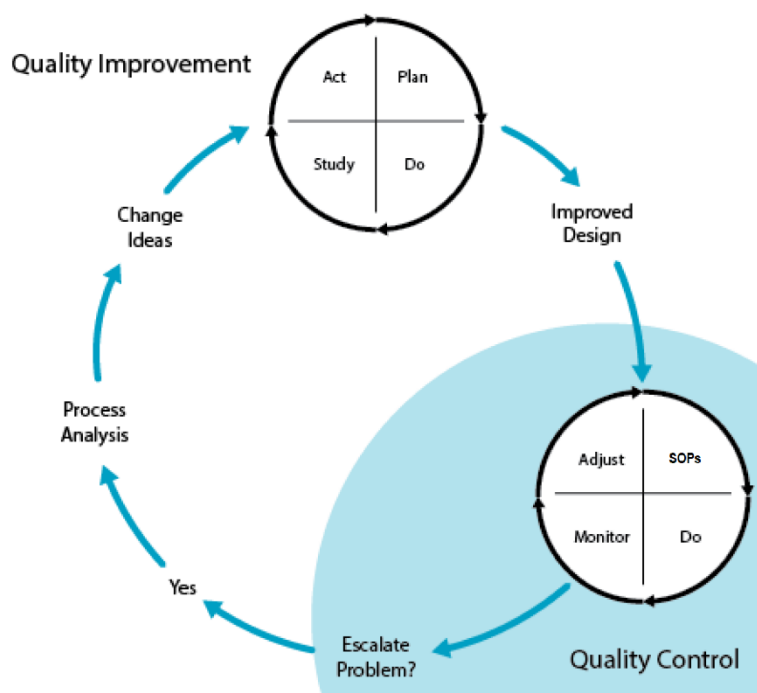 Quality Improvement
Act
Plan
Study
Do
Improved
Design
Change
Ideas
Process
Analysis
Adjust
SOPs
Monitor
Do
Yes
Escalate
Problem?
Quality Control